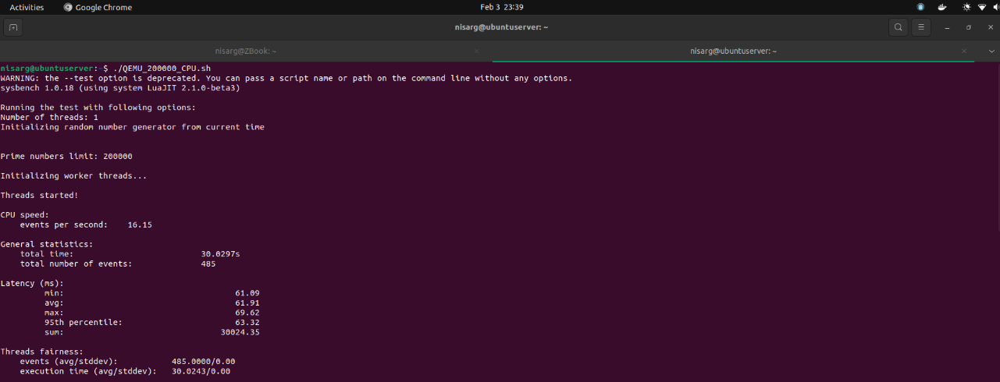 Activities Google Chrome Feb 3 23:39
nisarg@ubuntuserver: ~
nisarg@ZBook: ~ nisarg@ubuntuserver: ~
nisarg@ubuntuserver:~$ ./QEMU_200000_CPU.sh
WARNING: the --test option is deprecated. You can pass a script name or path on the command line without any options.
sysbench 1.0.18 (using system LuaJIT 2.1.0-beta3)
Running the test with following options:
Number of threads: 1
Initializing random number generator from current time
Prime numbers limit: 200000
Initializing worker threads...
Threads started!
CPU speed:
events per second: 16.15
General statistics:
total time: 30.0297s
total number of events: 485
Latency (ms):
min: 61.09
avg: 61.91
max: 69.62
95th percentile: 63.32
sum: 30024.35
Threads fairness:
events (avg/stddev): 485.0000/0.00
execution time (avg/stddev): 30.0243/0.00